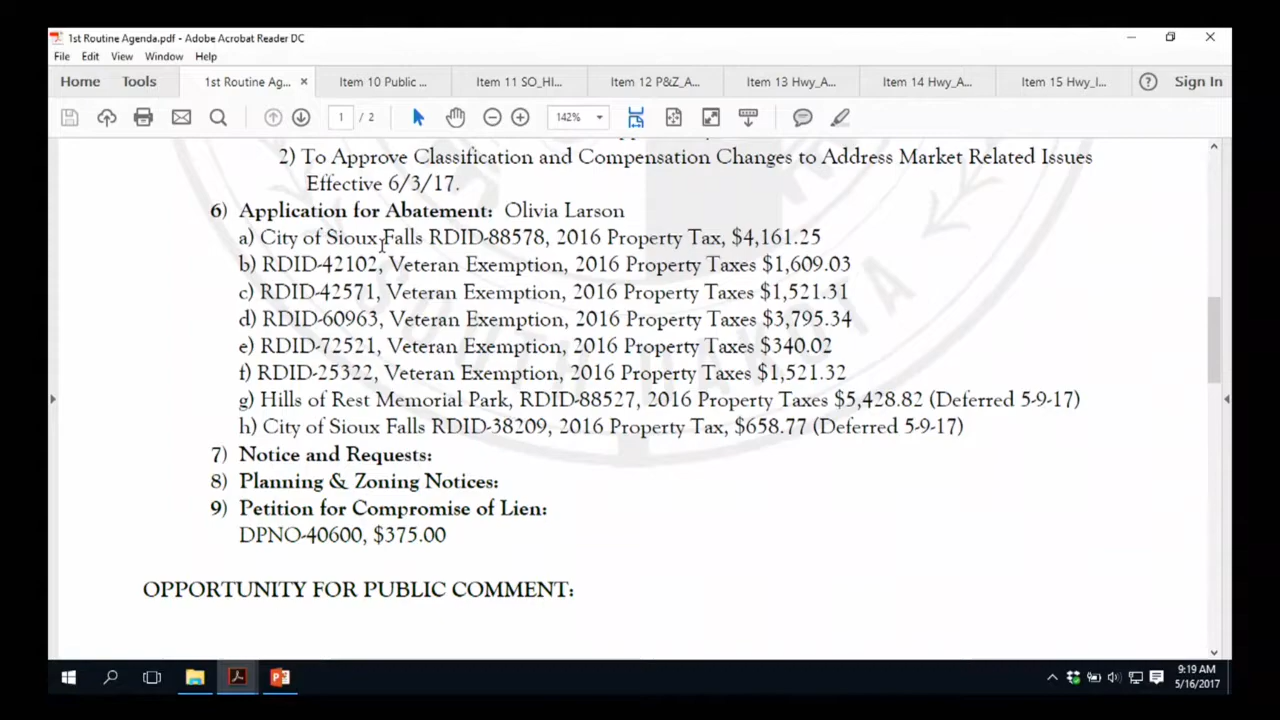 1st Routine Agenda.pdf - Adobe Acrobat Reader DC
File Edit View Window Help
Home Tools 1st Routine Ag... × Item 10 Public ... Item 11 SO_HI... Item 12 P&Z_A... Item 13 Hwy_A... Item 14 Hwy_A... Item 15 Hwy_I... Sign In
1 / 2 142%
2) To Approve Classification and Compensation Changes to Address Market Related Issues
Effective 6/3/17.
6) Application for Abatement: Olivia Larson
a) City of Sioux Falls RDID-88578, 2016 Property Tax, $4,161.25
b) RDID-42102, Veteran Exemption, 2016 Property Taxes $1,609.03
c) RDID-42571, Veteran Exemption, 2016 Property Taxes $1,521.31
d) RDID-60963, Veteran Exemption, 2016 Property Taxes $3,795.34
e) RDID-72521, Veteran Exemption, 2016 Property Taxes $340.02
f) RDID-25322, Veteran Exemption, 2016 Property Taxes $1,521.32
g) Hills of Rest Memorial Park, RDID-88527, 2016 Property Taxes $5,428.82 (Deferred 5-9-17)
h) City of Sioux Falls RDID-38209, 2016 Property Tax, $658.77 (Deferred 5-9-17)
7) Notice and Requests:
8) Planning & Zoning Notices:
9) Petition for Compromise of Lien:
DPNO-40600, $375.00
OPPORTUNITY FOR PUBLIC COMMENT:
SOUTH DAKOTA
9:19 AM
5/16/2017